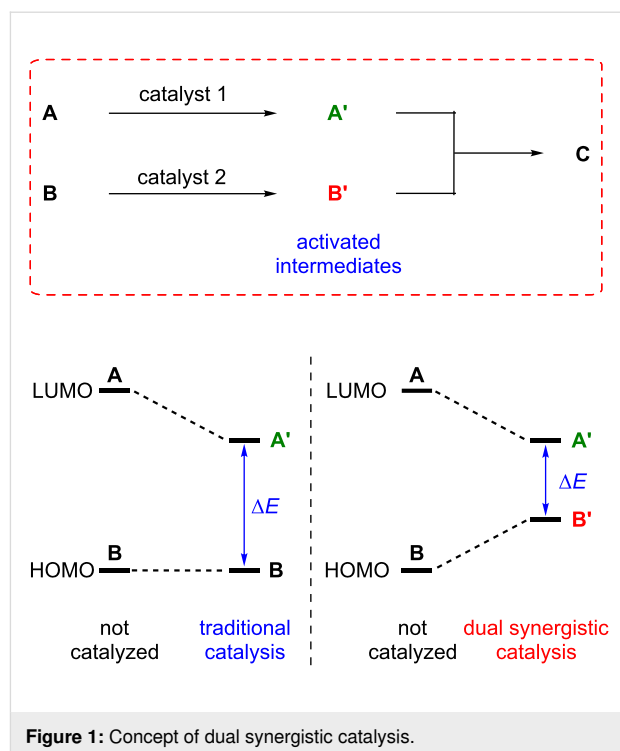 A catalyst 1 A'
C
B catalyst 2 B'
activated
intermediates
LUMO A
A'
ΔE
HOMO B B
not
catalyzed
traditional
catalysis
LUMO A
A'
ΔE
B'
HOMO B
not
catalyzed
dual synergistic
catalysis
Figure 1: Concept of dual synergistic catalysis.